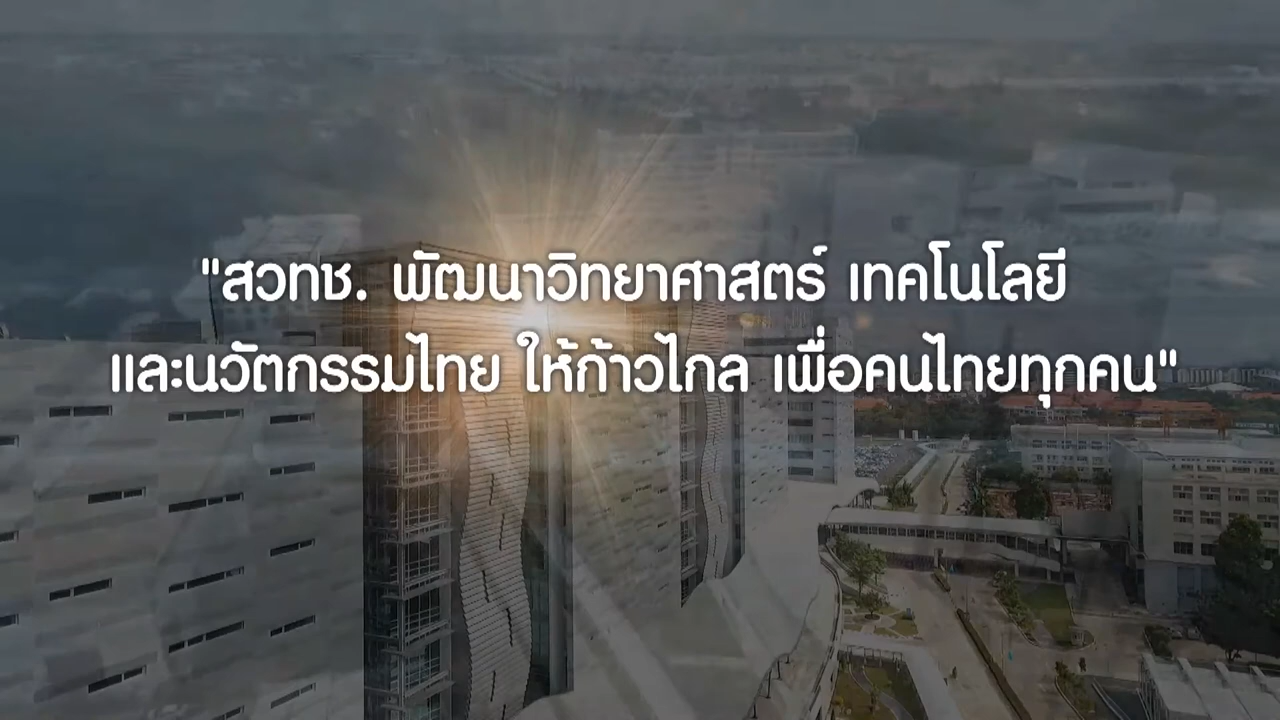 "สวทช. พัฒนาวิทยาศาสตร์ เทคโนโลยี
และนวัตกรรมไทย ให้ก้าวไกล เพื่อคนไทยทุกคน"